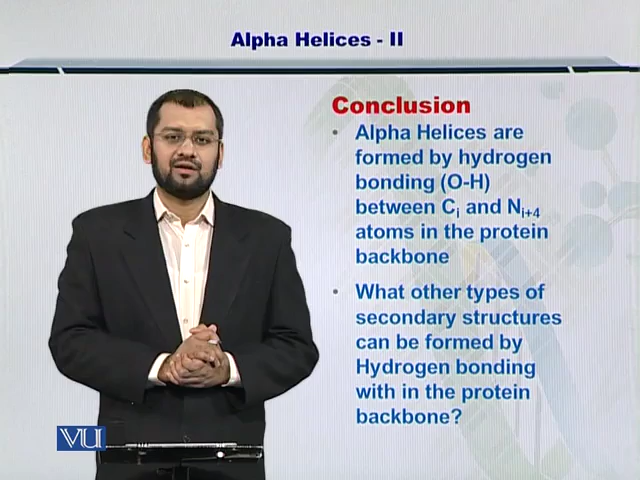 Alpha Helices - II
Conclusion
• Alpha Helices are
formed by hydrogen
bonding (O-H)
between Cᵢ and Nᵢ₊₄
atoms in the protein
backbone
• What other types of
secondary structures
can be formed by
Hydrogen bonding
with in the protein
backbone?
VU